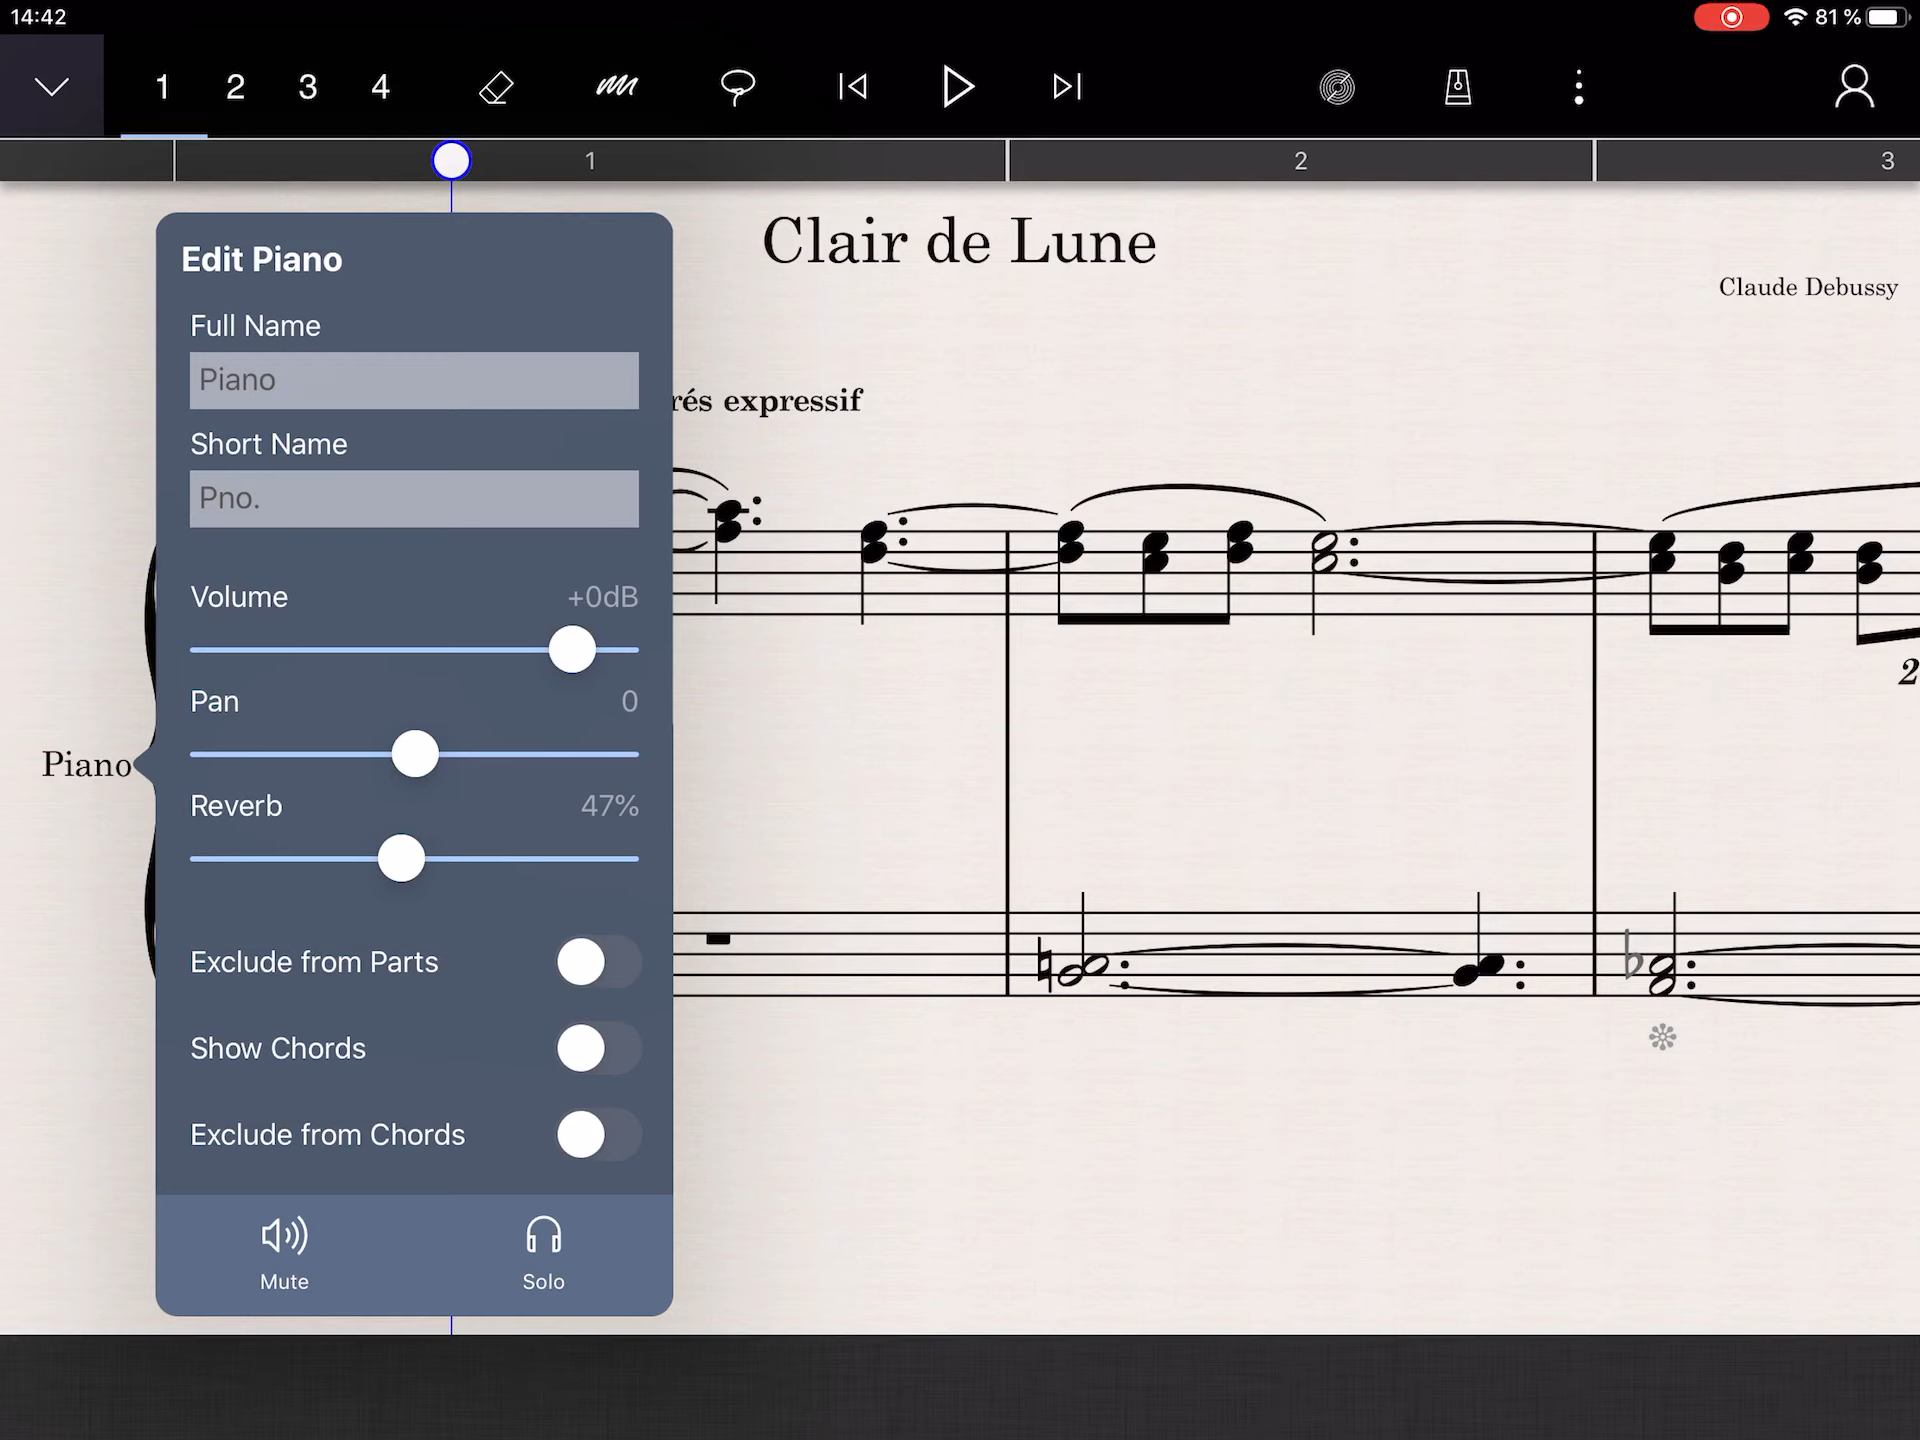 14:42
81 %
1 2 3 4
1 2 3
Clair de Lune
Claude Debussy
Edit Piano
Full Name
Piano
rés expressif
Short Name
Pno.
Volume +0dB
Pan 0
2
Piano
Reverb 47%
Exclude from Parts
Show Chords
Exclude from Chords
Mute Solo